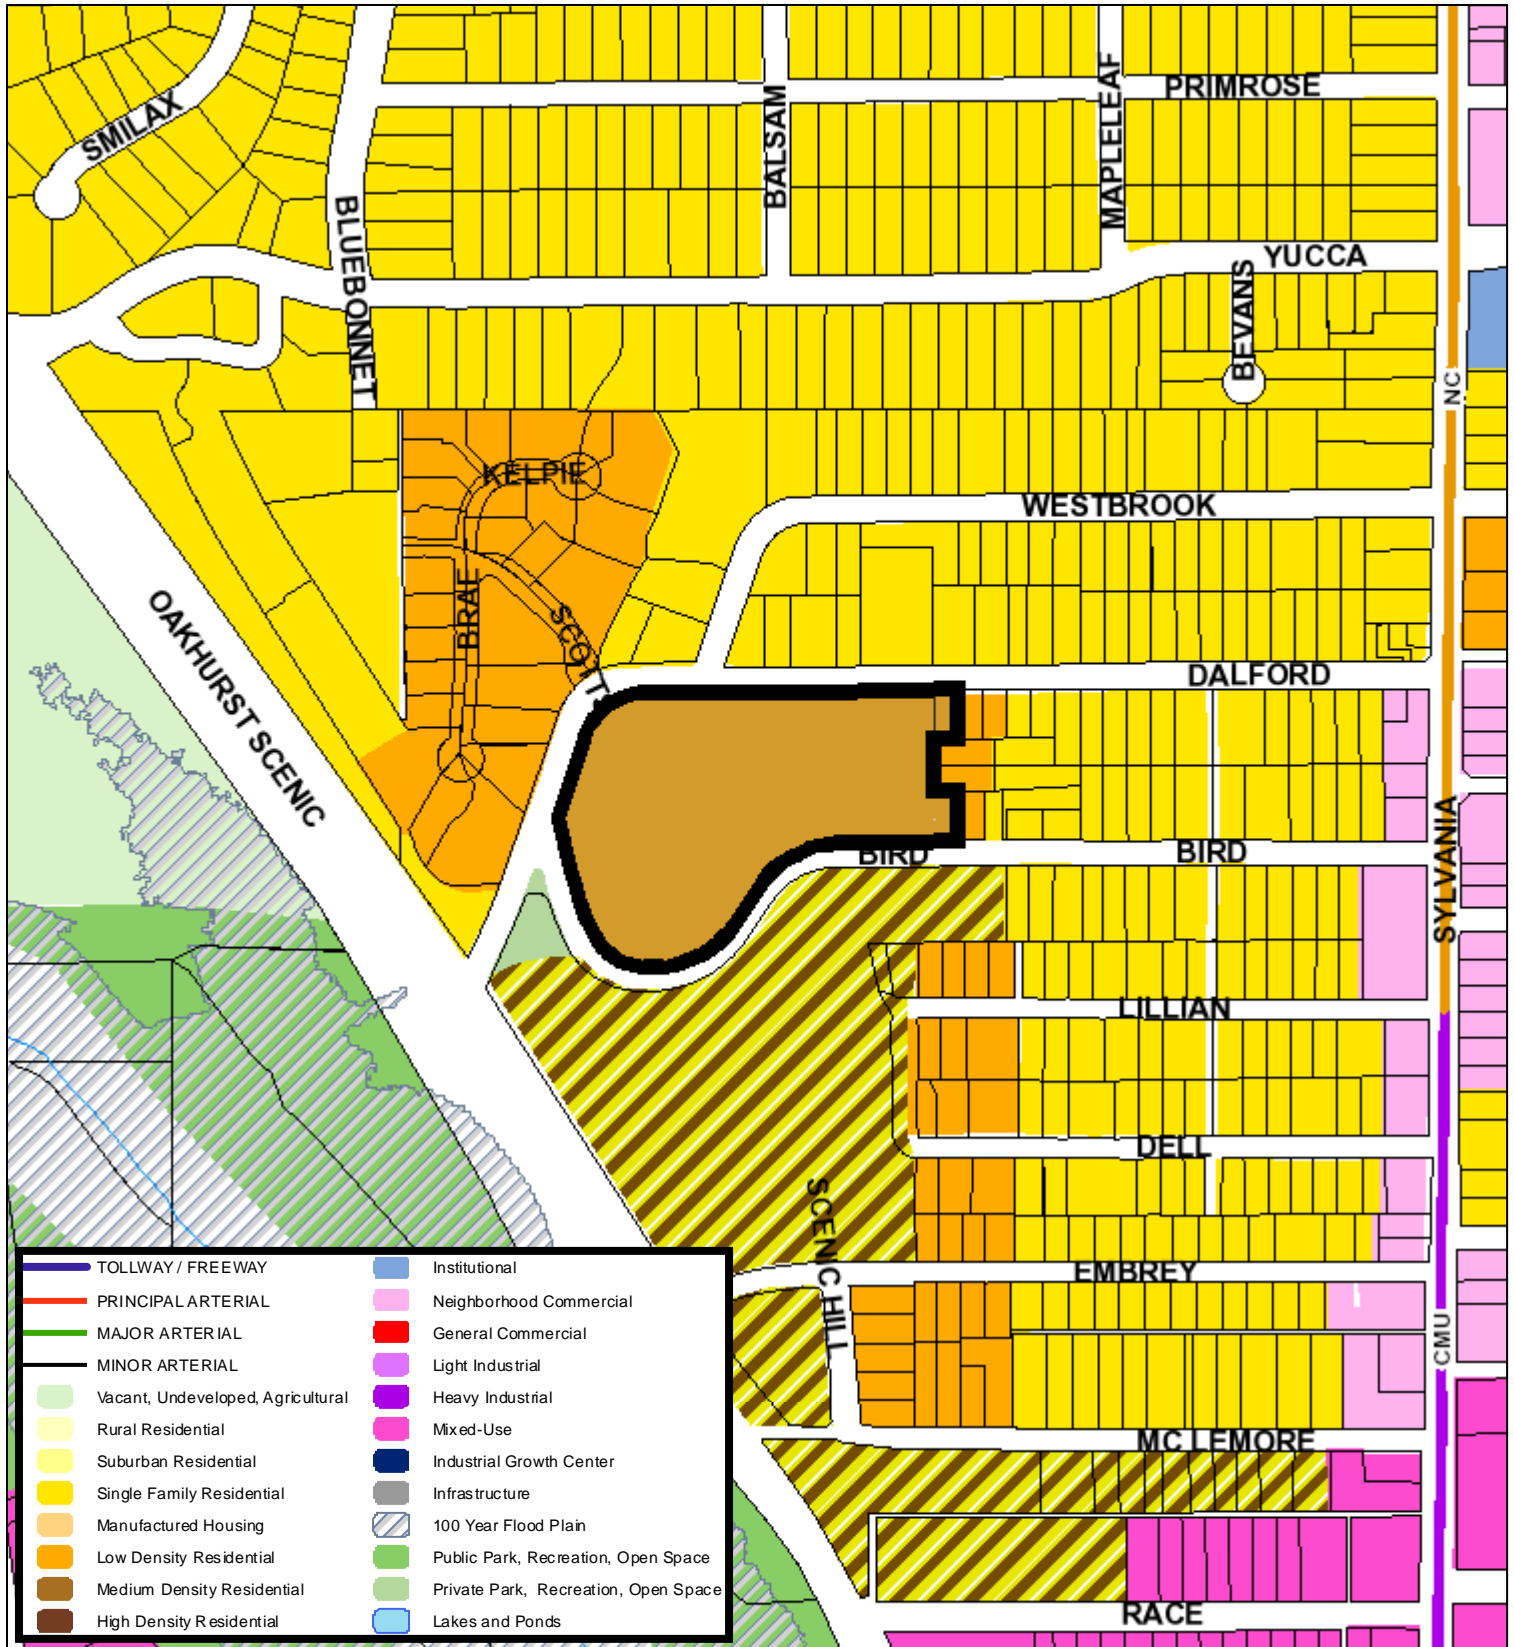 PRIMROSE
SMILAX
BALSAM
MAPLELEAF
BLUEBONNET
YUCCA
BEVANS
NC
KELPIE
WESTBROOK
OAKHURST SCENIC
BRAE
SCOTT
DALFORD
BIRD
BIRD
SYLVANIA
LILLIAN
DELL
SCENIC HILL
EMBREY
CMU
MC LEMORE
RACE
TOLLWAY / FREEWAY
PRINCIPAL ARTERIAL
MAJOR ARTERIAL
MINOR ARTERIAL
Vacant, Undeveloped, Agricultural
Rural Residential
Suburban Residential
Single Family Residential
Manufactured Housing
Low Density Residential
Medium Density Residential
High Density Residential
Institutional
Neighborhood Commercial
General Commercial
Light Industrial
Heavy Industrial
Mixed-Use
Industrial Growth Center
Infrastructure
100 Year Flood Plain
Public Park, Recreation, Open Space
Private Park, Recreation, Open Space
Lakes and Ponds